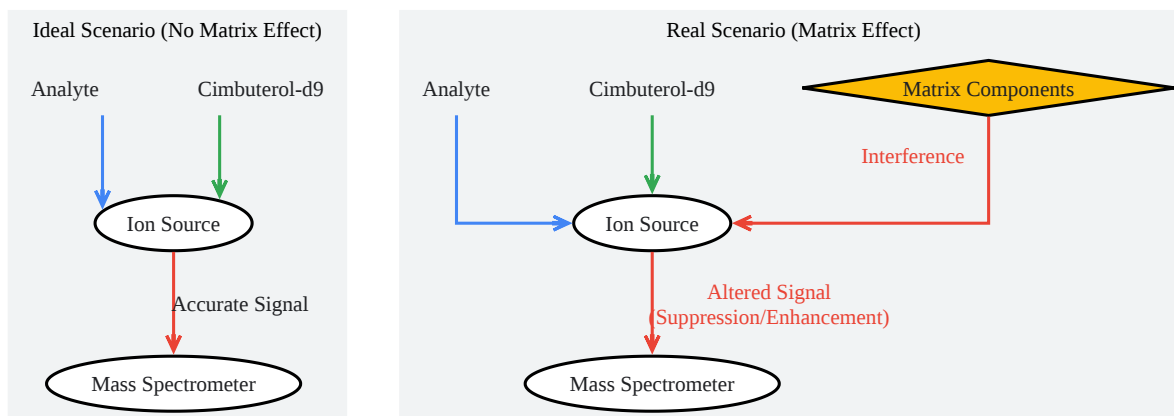 Ideal Scenario (No Matrix Effect)
Analyte
Cimbuterol-d9
Ion Source
Accurate Signal
Mass Spectrometer
Real Scenario (Matrix Effect)
Analyte
Cimbuterol-d9
Matrix Components
Interference
Ion Source
Altered Signal
(Suppression/Enhancement)
Mass Spectrometer